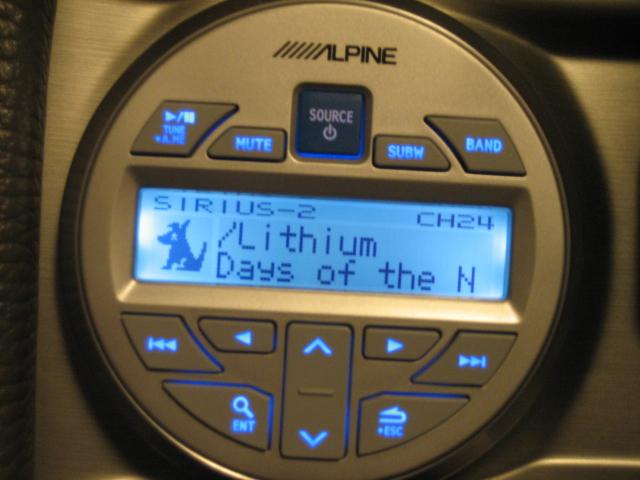 ALPINE
SOURCE
TUNE
A.ME
MUTE
SUBW
BAND
SIRIUS-2 CH24
/Lithium
Days of the N
ENT
ESC